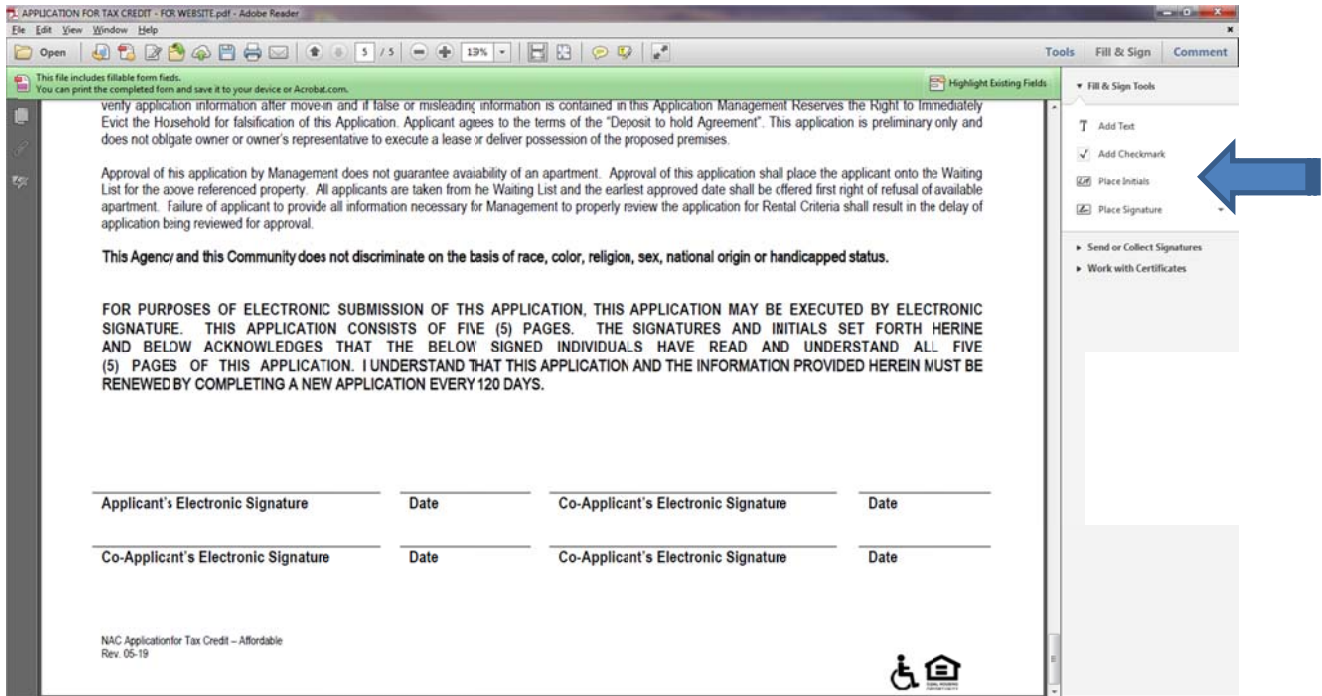 APPLICATION FOR TAX CREDIT - FOR WEBSITE.pdf - Adobe Reader
File Edit View Window Help
Open 5 / 5 13% Tools Fill & Sign Comment
This file includes fillable form fieds.
You can print the completed form and save it to your device or Acrobat.com.
Highlight Existing Fields
verify application information after move-in and if false or misleading information is contained in this Application Management Reserves the Right to Immediately
Evict the Household for falsification of this Application. Applicant agrees to the terms of the “Deposit to hold Agreement”. This application is preliminary only and
does not obligate owner or owner’s representative to execute a lease or deliver possession of the proposed premises.
Approval of his application by Management does not guarantee avaiability of an apartment. Approval of this application shal place the applicant onto the Waiting
List for the above referenced property. All applicants are taken from he Waiting List and the earliest approved date shall be offered first right of refusal of available
apartment. Failure of applicant to provide all information necessary for Management to properly review the application for Rental Criteria shall result in the delay of
application being reviewed for approval.
This Agency and this Community does not discriminate on the basis of race, color, religion, sex, national origin or handicapped status.
FOR PURPOSES OF ELECTRONIC SUBMISSION OF THS APPLICATION, THIS APPLICATION MAY BE EXECUTED BY ELECTRONIC
SIGNATURE. THIS APPLICATION CONSISTS OF FIVE (5) PAGES. THE SIGNATURES AND INITIALS SET FORTH HERINE
AND BELOW ACKNOWLEDGES THAT THE BELOW SIGNED INDIVIDUALS HAVE READ AND UNDERSTAND ALL FIVE
(5) PAGES OF THIS APPLICATION. I UNDERSTAND THAT THIS APPLICATION AND THE INFORMATION PROVIDED HEREIN MUST BE
RENEWED BY COMPLETING A NEW APPLICATION EVERY 120 DAYS.
Applicant’s Electronic Signature Date Co-Applicant’s Electronic Signature Date
Co-Applicant’s Electronic Signature Date Co-Applicant’s Electronic Signature Date
NAC Application for Tax Credit – Affordable
Rev. 05-19
Fill & Sign Tools
Add Text
Add Checkmark
Place Initials
Place Signature
Send or Collect Signatures
Work with Certificates